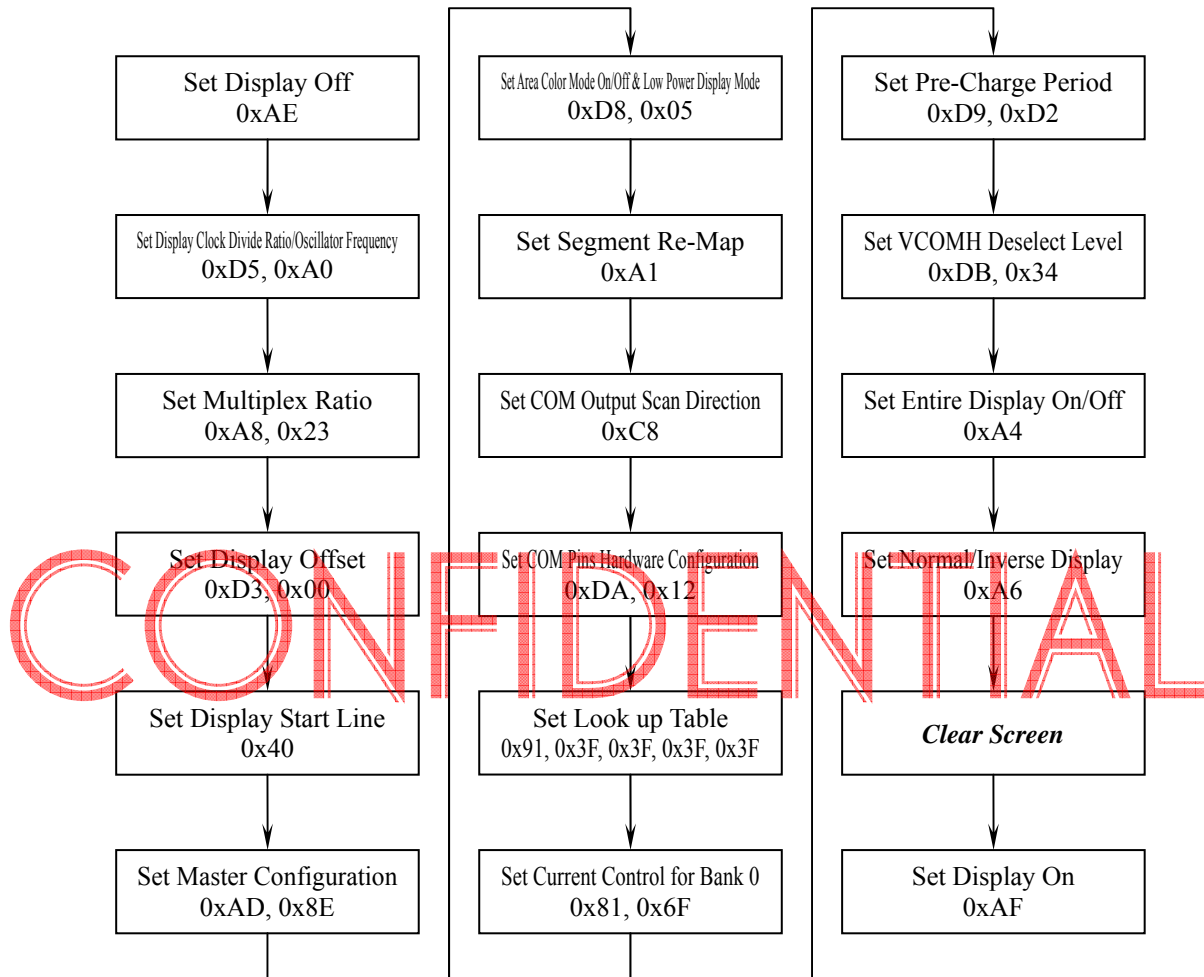 Set Display Off
0xAE
Set Display Clock Divide Ratio/Oscillator Frequency
0xD5, 0xA0
Set Multiplex Ratio
0xA8, 0x23
Set Display Offset
0xD3, 0x00
Set Display Start Line
0x40
Set Master Configuration
0xAD, 0x8E
Set Area Color Mode On/Off & Low Power Display Mode
0xD8, 0x05
Set Segment Re-Map
0xA1
Set COM Output Scan Direction
0xC8
Set COM Pins Hardware Configuration
0xDA, 0x12
Set Look up Table
0x91, 0x3F, 0x3F, 0x3F, 0x3F
Set Current Control for Bank 0
0x81, 0x6F
Set Pre-Charge Period
0xD9, 0xD2
Set VCOMH Deselect Level
0xDB, 0x34
Set Entire Display On/Off
0xA4
Set Normal/Inverse Display
0xA6
Clear Screen
Set Display On
0xAF
CONFIDENTIAL